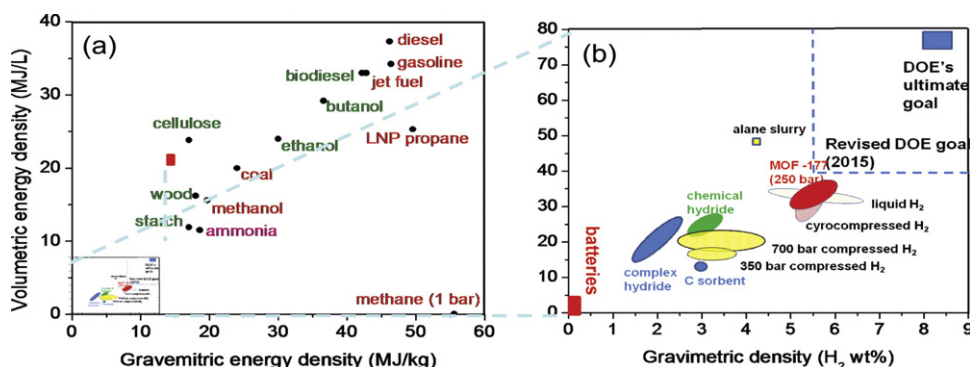 (a)
diesel
gasoline
biodiesel
jet fuel
butanol
LNP propane
cellulose
ethanol
coal
wood
methanol
starch
ammonia
methane (1 bar)
Volumetric energy density (MJ/L)
40
30
20
10
0
0 10 20 30 40 50 60
Gravemitric energy density (MJ/kg)
(b)
DOE's
ultimate
goal
alane slurry
Revised DOE goal
(2015)
MOF -177
(250 bar)
chemical
hydride
liquid H₂
cyrocompressed H₂
700 bar compressed H₂
350 bar compressed H₂
complex
hydride
C sorbent
batteries
80
70
60
50
40
30
20
10
0
0 1 2 3 4 5 6 7 8 9
Gravimetric density (H₂ wt%)